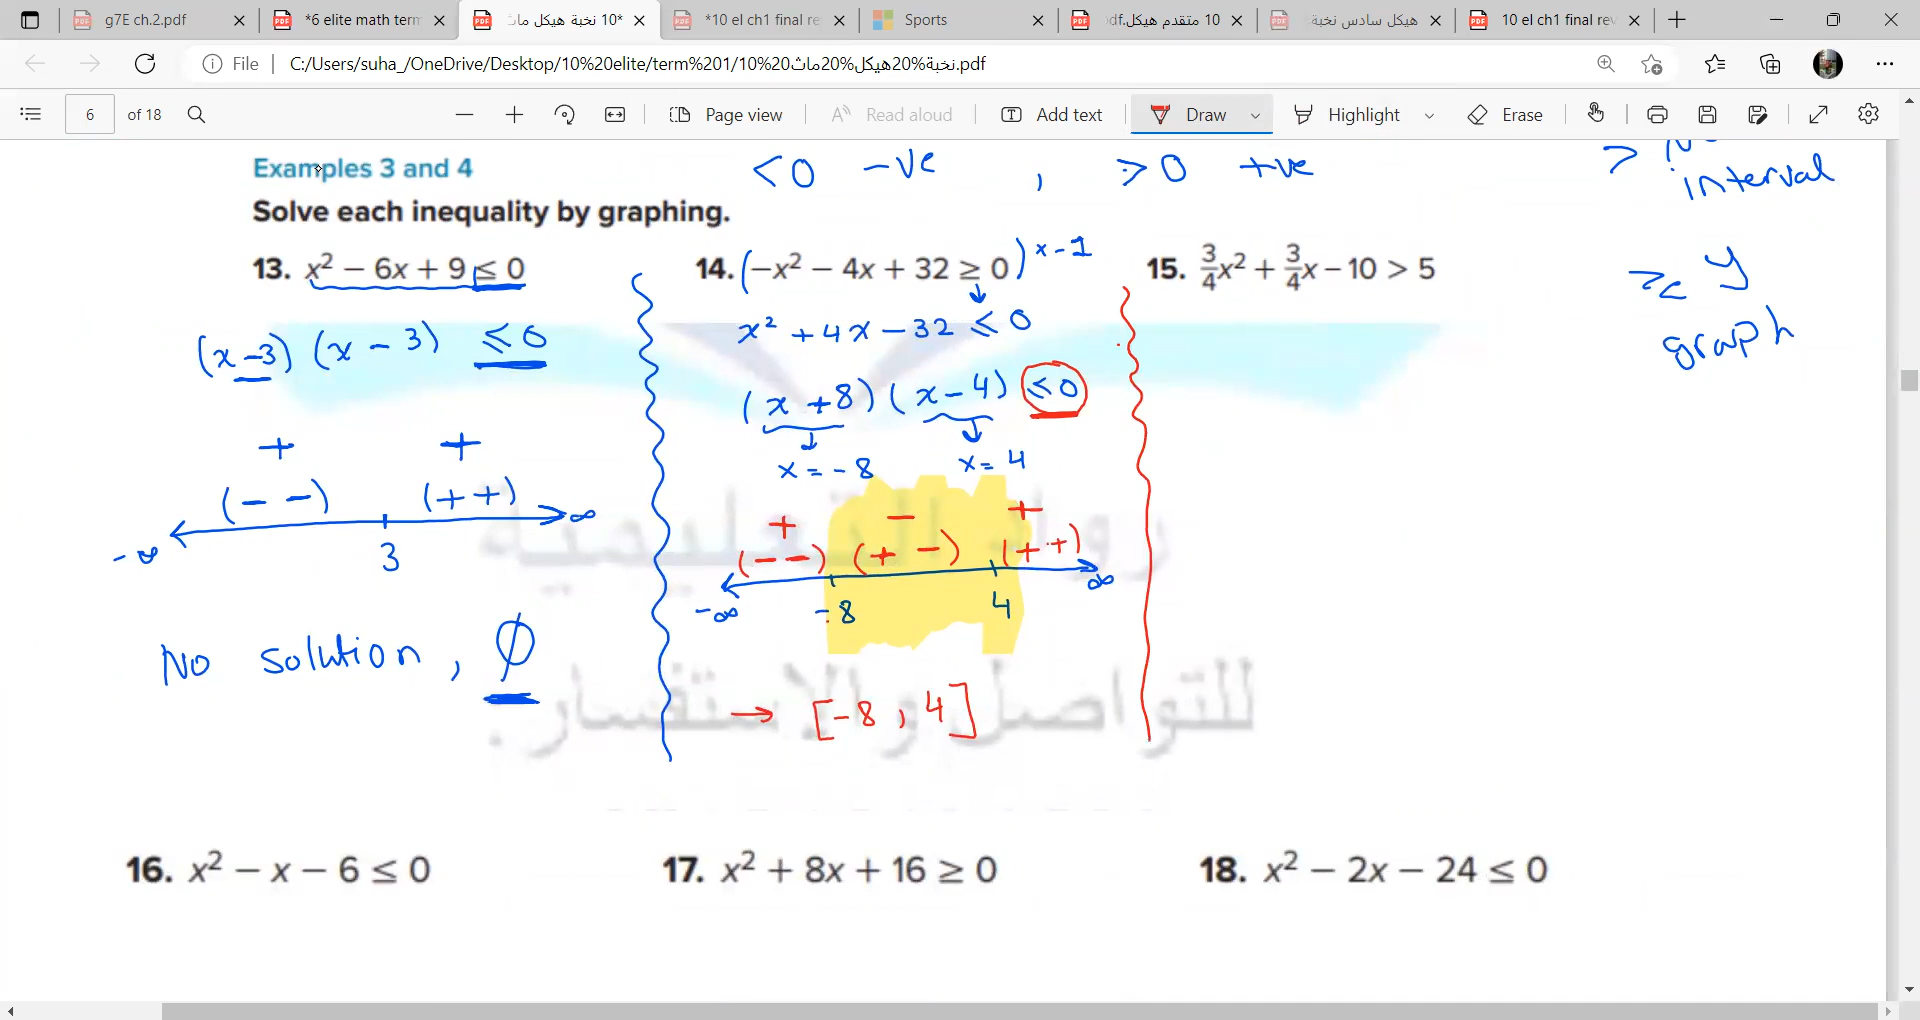 g7E ch.2.pdf
*6 elite math term
*10 نخبة هيكل ماث
*10 el ch1 final re
Sports
10 متقدم هيكل.pdf
هيكل سادس نخبة
10 el ch1 final rev
File
C:/Users/suha_/OneDrive/Desktop/10%20elite/term%201/10%20نخبة%20هيكل%20ماث.pdf
6 of 18
Page view
Read aloud
Add text
Draw
Highlight
Erase
Examples 3 and 4
< 0 -ve , > 0 +ve
> interval
Solve each inequality by graphing.
13. x² − 6x + 9 ≤ 0
14. (−x² − 4x + 32 ≥ 0) x -1
15. 3/4x² + 3/4x − 10 > 5
y
graph
(x -3) (x - 3) ≤ 0
x² + 4x - 32 ≤ 0
(x + 8) (x - 4) ≤ 0
x = -8 x = 4
+ +
(- -) (+ +)
-∞ 3 ∞
+ - +
(- -) (+ -) (+ +)
-∞ -8 4 ∞
رواد التعليمية
No solution, ∅
→ [-8, 4]
للتواصل والاستفسار.
16. x² − x − 6 ≤ 0
17. x² + 8x + 16 ≥ 0
18. x² − 2x − 24 ≤ 0